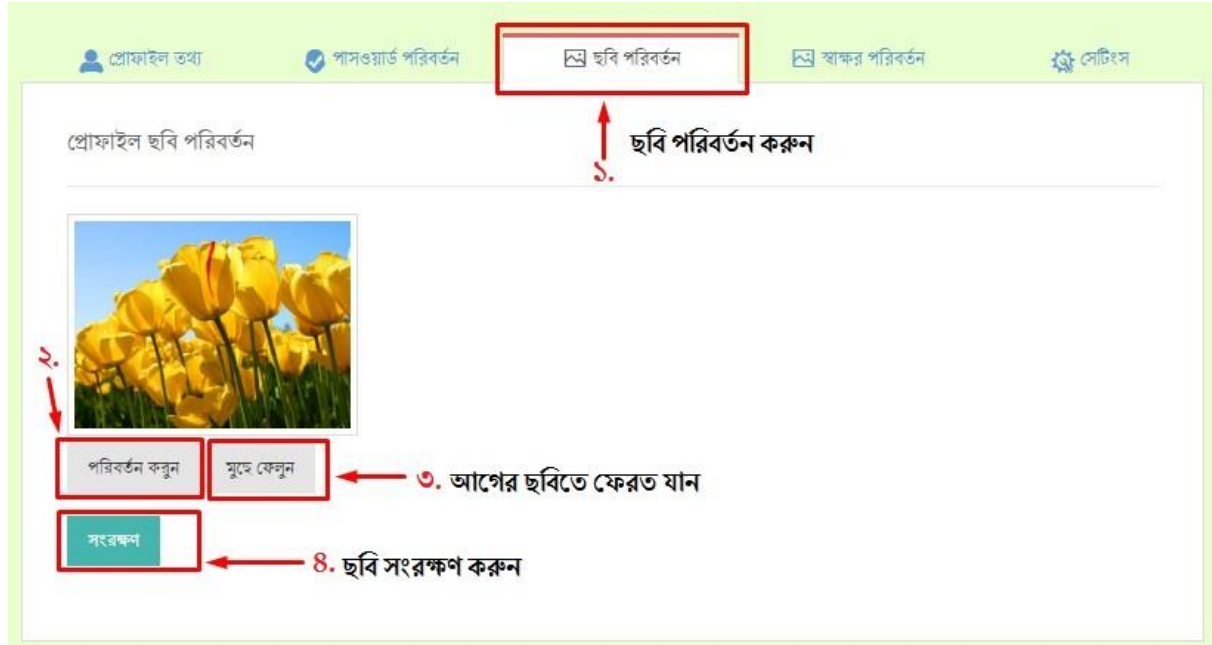 প্রোফাইল তথ্য পাসওয়ার্ড পরিবর্তন ছবি পরিবর্তন স্বাক্ষর পরিবর্তন সেটিংস
প্রোফাইল ছবি পরিবর্তন
ছবি পরিবর্তন করুন
১.
২.
পরিবর্তন করুন মুছে ফেলুন
৩. আগের ছবিতে ফেরত যান
সংরক্ষণ
৪. ছবি সংরক্ষণ করুন